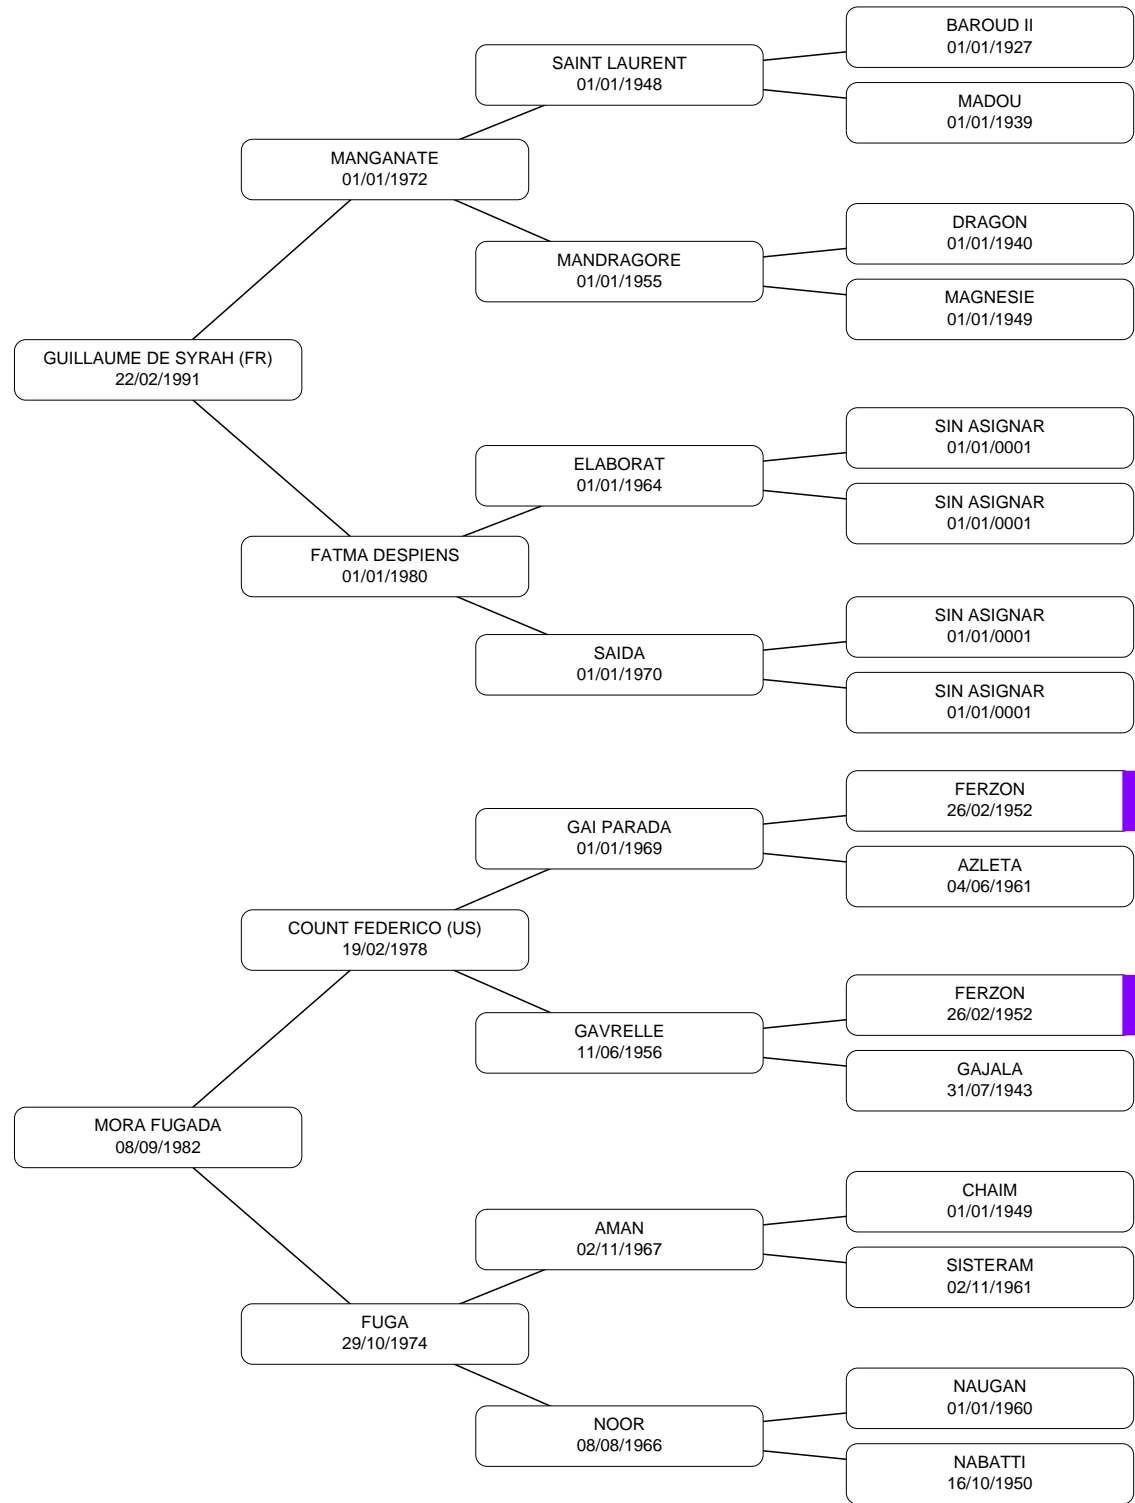 BAROUD II
01/01/1927
SAINT LAURENT
01/01/1948
MADOU
01/01/1939
MANGANATE
01/01/1972
DRAGON
01/01/1940
MANDRAGORE
01/01/1955
MAGNESIE
01/01/1949
GUILLAUME DE SYRAH (FR)
22/02/1991
SIN ASIGNAR
01/01/0001
ELABORAT
01/01/1964
SIN ASIGNAR
01/01/0001
FATMA DESPIENS
01/01/1980
SIN ASIGNAR
01/01/0001
SAIDA
01/01/1970
SIN ASIGNAR
01/01/0001
FERZON
26/02/1952
GAI PARADA
01/01/1969
AZLETA
04/06/1961
COUNT FEDERICO (US)
19/02/1978
FERZON
26/02/1952
GAVRELLE
11/06/1956
GAJALA
31/07/1943
MORA FUGADA
08/09/1982
CHAIM
01/01/1949
AMAN
02/11/1967
SISTERAM
02/11/1961
FUGA
29/10/1974
NAUGAN
01/01/1960
NOOR
08/08/1966
NABATTI
16/10/1950